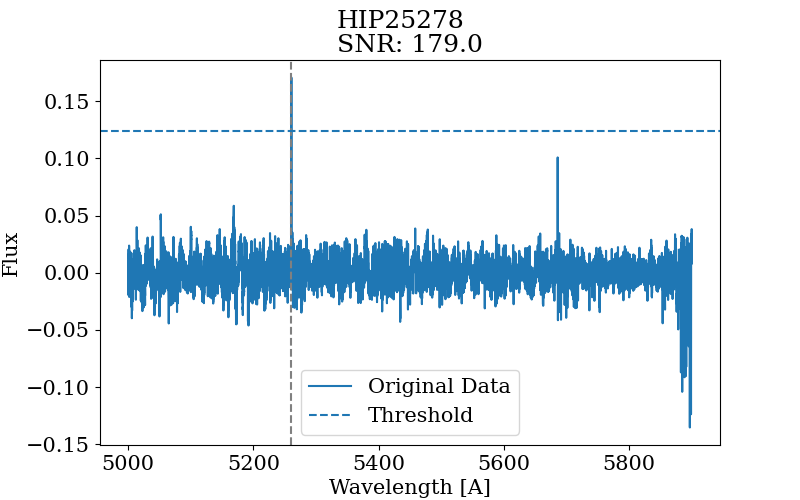 HIP25278
SNR: 179.0
0.15
0.10
0.05
0.00
−0.05
−0.10
−0.15
Flux
Original Data
Threshold
5000 5200 5400 5600 5800
Wavelength [A]